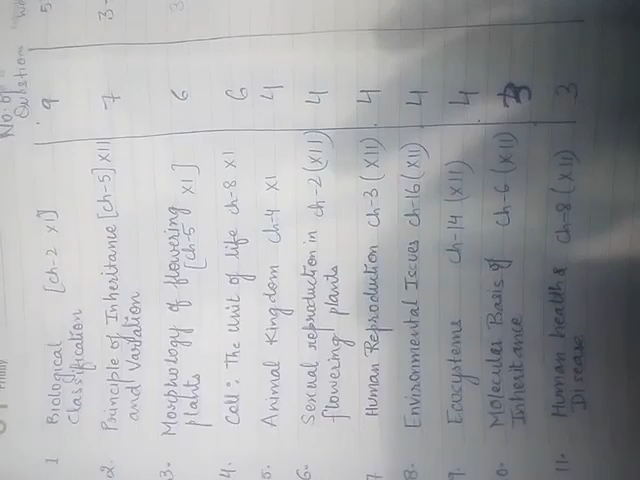 No. of
Question
1 Biological [ch-2 XI] 9
Classification
2. Principle of Inheritance [ch-5] XII 7
and Variation
3. Morphology of flowering 6
plants [ch-5 XI]
4. Cell: The Unit of life ch-8 XI 6
5. Animal Kingdom ch-4 XI 4
6. Sexual reproduction in ch-2 (XII) 4
flowering plants
7 Human Reproduction ch-3 (XII). 4
8. Environmental Issues ch-16 (XII) 4
9. Ecosystems ch-14 (XII) 4
0. Molecular Basis of ch-6 (XII) 3
Inheritance
11. Human health & ch-8 (XII) 3
Disease